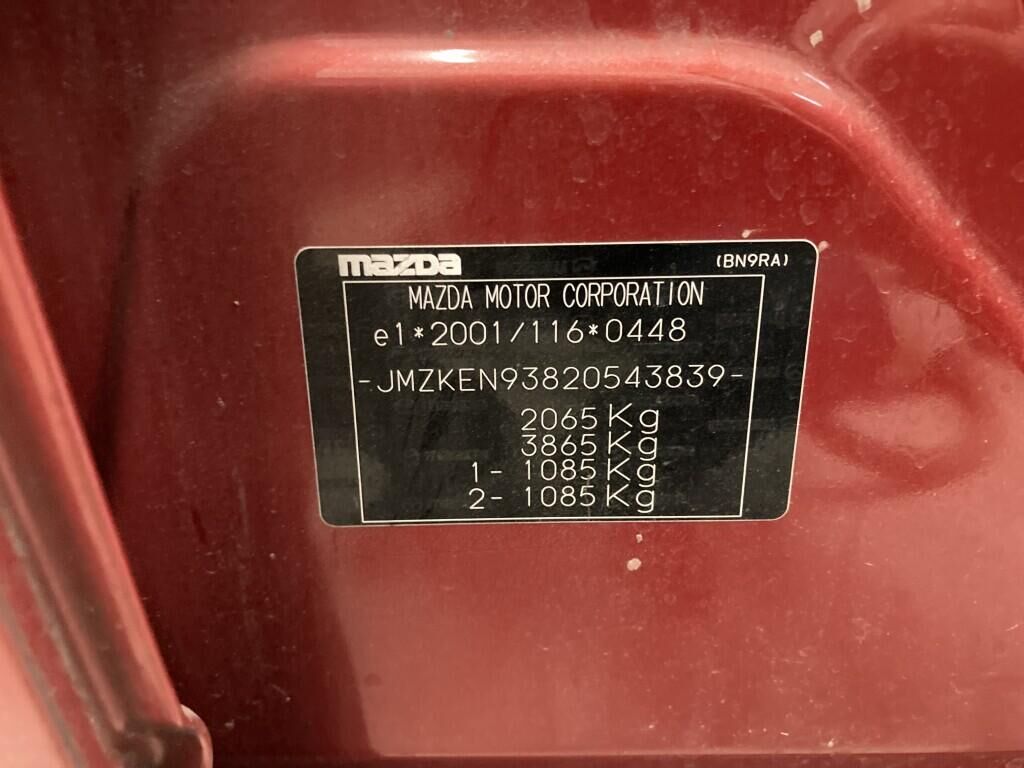 mazda (BN9RA)
MAZDA MOTOR CORPORATION
e1*2001/116*0448
-JMZKEN93820543839-
2065 Kg
3865 Kg
1- 1085 Kg
2- 1085 Kg